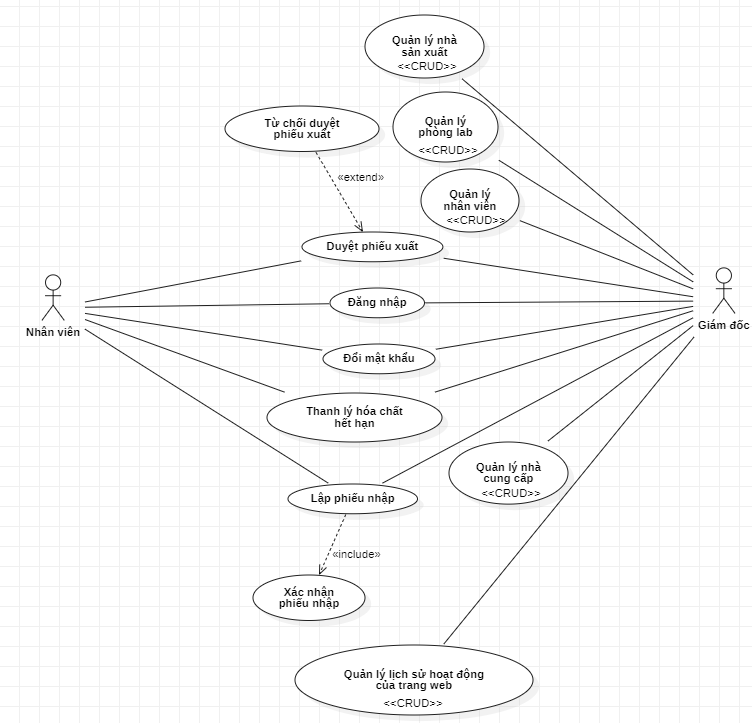 Quản lý nhà
sản xuất
<<CRUD>>
Từ chối duyệt
phiếu xuất
Quản lý
phòng lab
<<CRUD>>
«extend»
Quản lý
nhân viên
<<CRUD>>
Duyệt phiếu xuất
Đăng nhập
Nhân viên
Giám đốc
Đổi mật khẩu
Thanh lý hóa chất
hết hạn
Quản lý nhà
cung cấp
<<CRUD>>
Lập phiếu nhập
«include»
Xác nhận
phiếu nhập
Quản lý lịch sử hoạt động
của trang web
<<CRUD>>